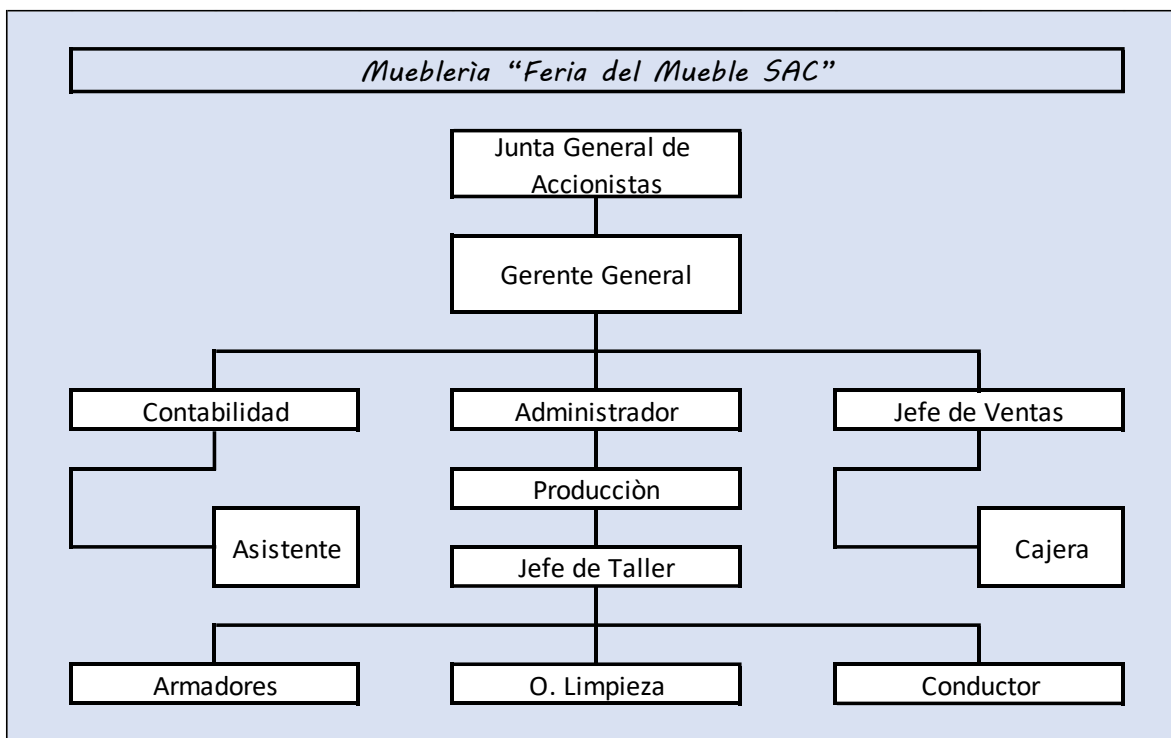 Mueblerìa “Feria del Mueble SAC”
Junta General de
Accionistas
Gerente General
Contabilidad
Administrador
Jefe de Ventas
Producciòn
Asistente
Jefe de Taller
Cajera
Armadores
O. Limpieza
Conductor